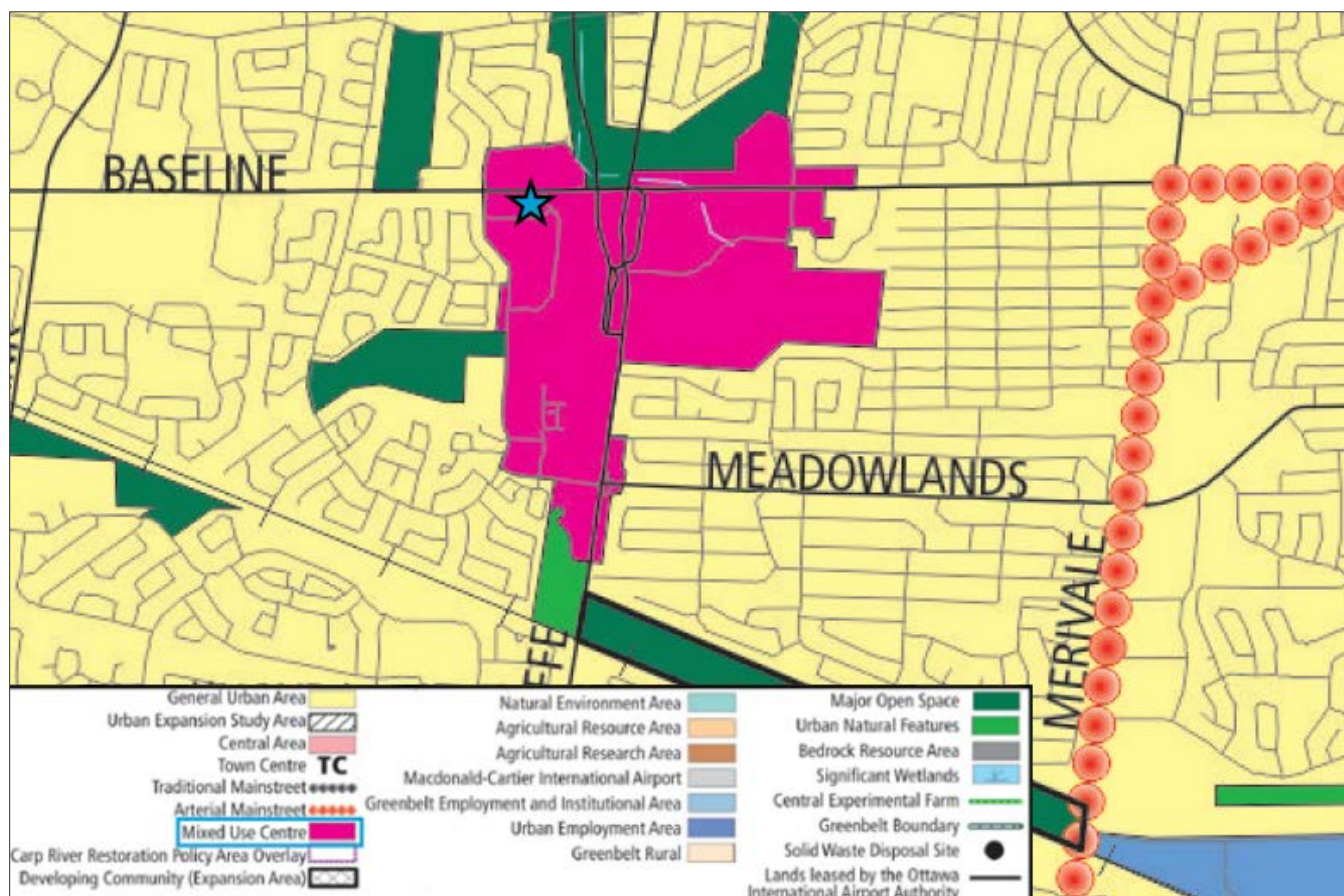 BASELINE
MEADOWLANDS
MERIVALE
General Urban Area
Urban Expansion Study Area
Central Area
Town Centre TC
Traditional Mainstreet
Arterial Mainstreet
Mixed Use Centre
Carp River Restoration Policy Area Overlay
Developing Community (Expansion Area)
Natural Environment Area
Agricultural Resource Area
Agricultural Research Area
Macdonald-Cartier International Airport
Greenbelt Employment and Institutional Area
Urban Employment Area
Greenbelt Rural
Major Open Space
Urban Natural Features
Bedrock Resource Area
Significant Wetlands
Central Experimental Farm
Greenbelt Boundary
Solid Waste Disposal Site
Lands leased by the Ottawa
International Airport Authority